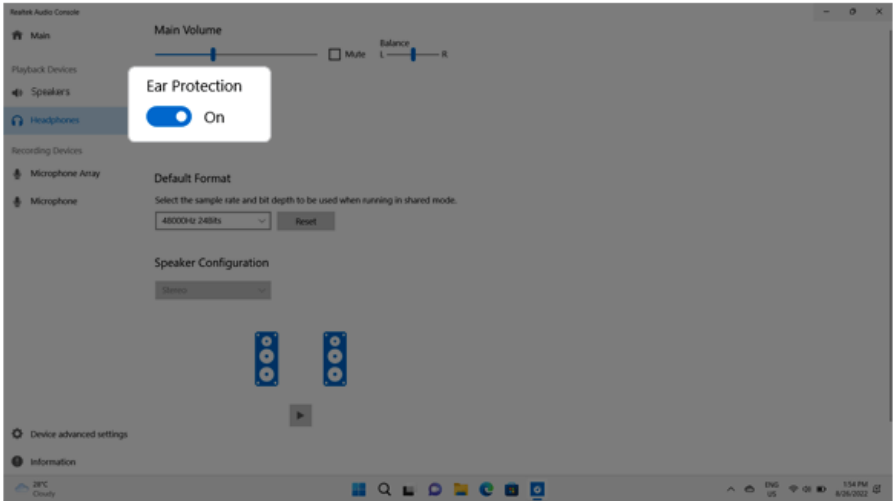 Realtek Audio Console
Main
Playback Devices
Speakers
Headphones
Recording Devices
Microphone Array
Microphone
Device advanced settings
Information
Main Volume
Mute
Balance
L R
Ear Protection
On
Default Format
Select the sample rate and bit depth to be used when running in shared mode.
48000Hz 24Bits
Reset
Speaker Configuration
Stereo
28°C
Cloudy
ENG
US
1:54 PM
8/26/2022